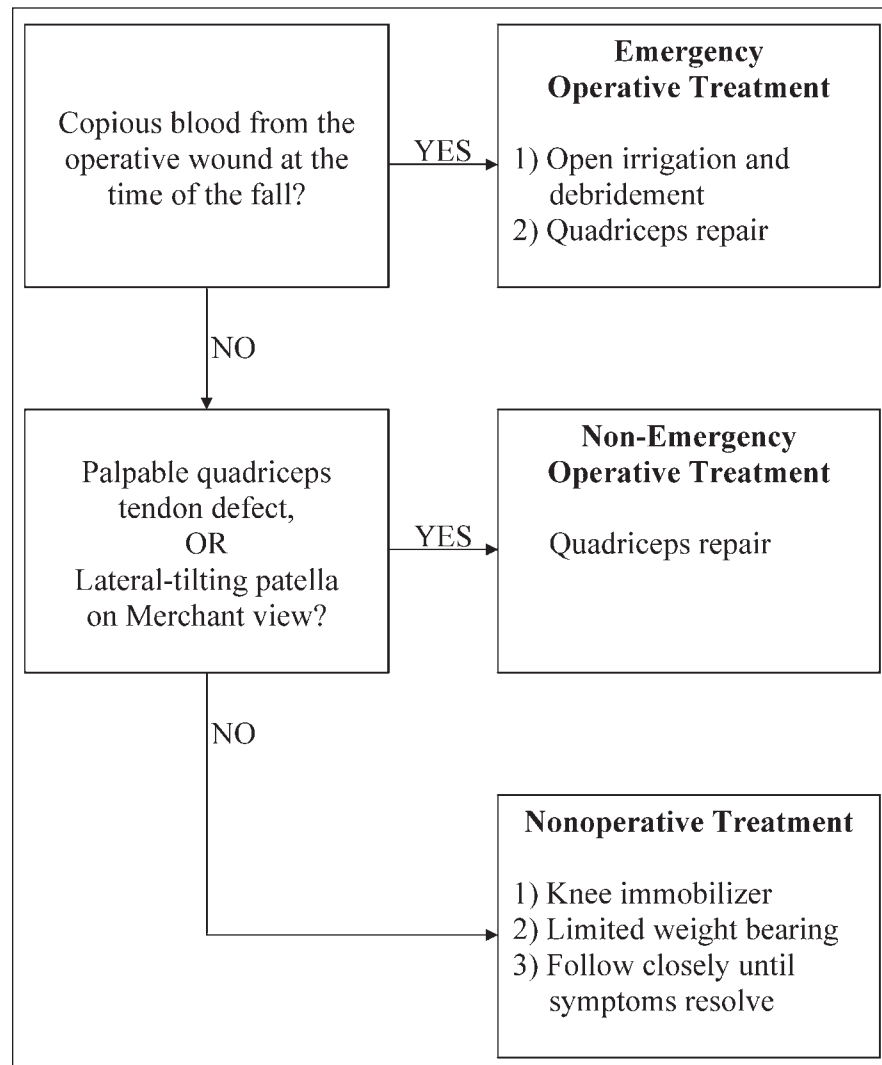 Copious blood from the
operative wound at the
time of the fall?
YES
Emergency
Operative Treatment
1) Open irrigation and
debridement
2) Quadriceps repair
NO
Palpable quadriceps
tendon defect,
OR
Lateral-tilting patella
on Merchant view?
YES
Non-Emergency
Operative Treatment
Quadriceps repair
NO
Nonoperative Treatment
1) Knee immobilizer
2) Limited weight bearing
3) Follow closely until
symptoms resolve